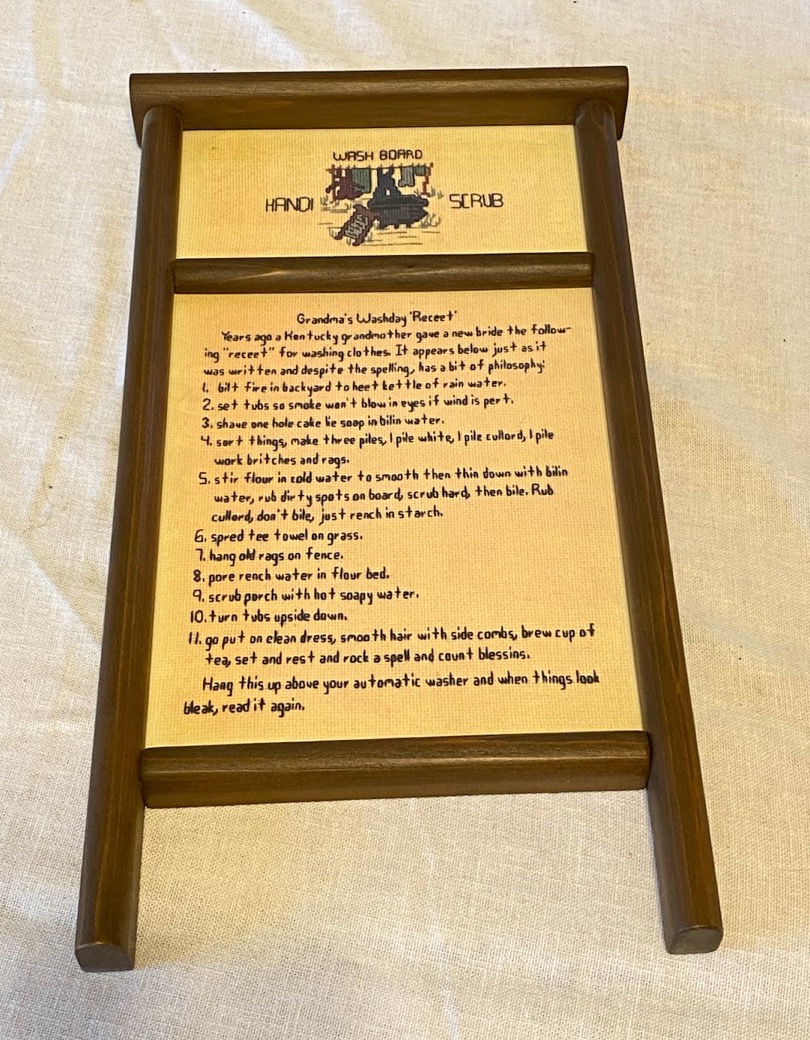 WASH BOARD
HANDI SCRUB
Grandma's Washday 'Receet'
Years ago a Kentucky grandmother gave a new bride the follow-
ing "receet" for washing clothes. It appears below just as it
was written and despite the spelling, has a bit of philosophy:
1. bilt fire in backyard to heet kettle of rain water.
2. set tubs so smoke won't blow in eyes if wind is pert.
3. shave one hole cake lie soap in bilin water.
4. sort things, make three piles, 1 pile white, 1 pile cullord, 1 pile
work britches and rags.
5. stir flour in cold water to smooth then thin down with bilin
water, rub dirty spots on board, scrub hard, then bile. Rub
cullord, don't bile, just rench in starch.
6. spred tee towel on grass.
7. hang old rags on fence.
8. pore rench water in flour bed.
9. scrub porch with hot soapy water.
10. turn tubs upside down.
11. go put on clean dress, smooth hair with side combs, brew cup of
tea, set and rest and rock a spell and count blessins.
Hang this up above your automatic washer and when things look
bleak, read it again.